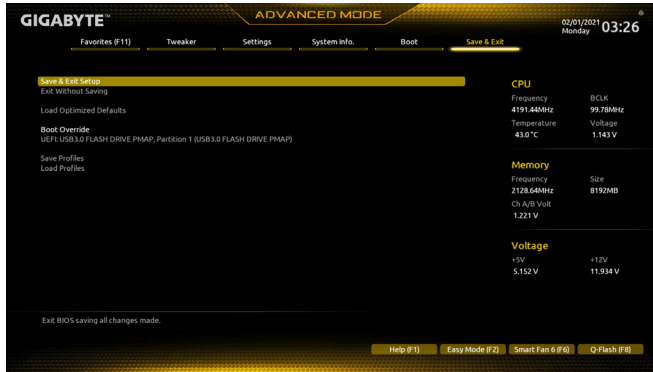 GIGABYTE™
ADVANCED MODE
02/01/2021 Monday 03:26
Favorites (F11) Tweaker Settings System Info. Boot Save & Exit
Save & Exit Setup
Exit Without Saving
Load Optimized Defaults
Boot Override
UEFI: USB3.0 FLASH DRIVE PMAP, Partition 1 (USB3.0 FLASH DRIVE PMAP)
Save Profiles
Load Profiles
CPU
Frequency BCLK
4191.44MHz 99.78MHz
Temperature Voltage
43.0 °C 1.143 V
Memory
Frequency Size
2128.64MHz 8192MB
Ch A/B Volt
1.221 V
Voltage
+5V +12V
5.152 V 11.934 V
Exit BIOS saving all changes made.
Help (F1) Easy Mode (F2) Smart Fan 6 (F6) Q-Flash (F8)